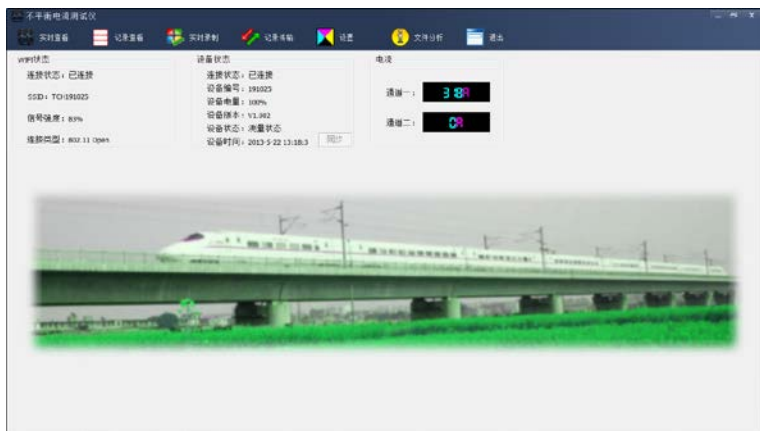 不平衡电流测试仪
实时查看 记录查看 实时录制 记录传输 设置 文件分析 退出
WIFI状态
连接状态：已连接
SSID：TCH191025
信号强度：83%
连接类型：802.11 Open
设备状态
连接状态：已连接
设备编号：191025
设备电量：100%
设备版本：V1.002
设备状态：测量状态
设备时间：2013-5-22 13:18:3 同步
电流
通道一：
通道二： 0A